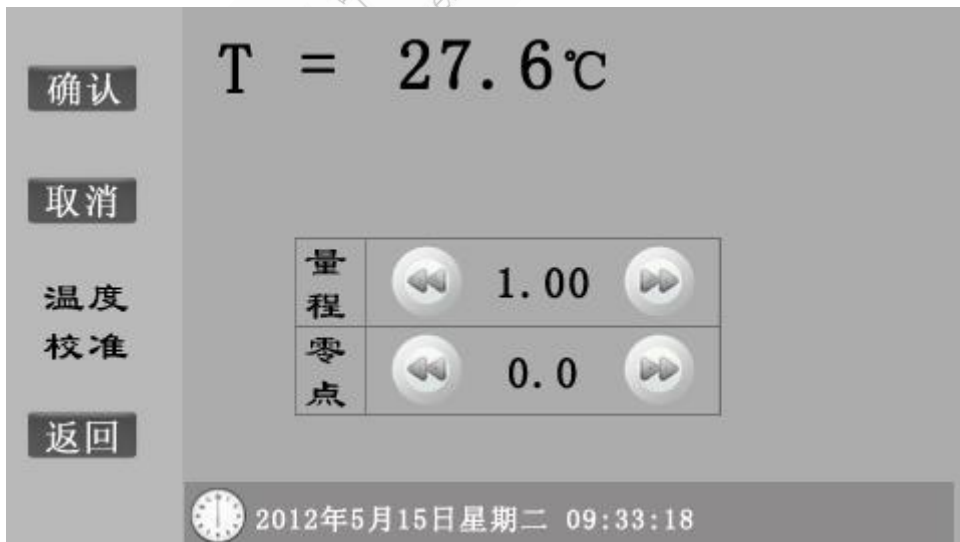 确认
T = 27.6℃
取消
温度
校准
量程
1.00
零点
0.0
返回
2012年5月15日星期二 09:33:18